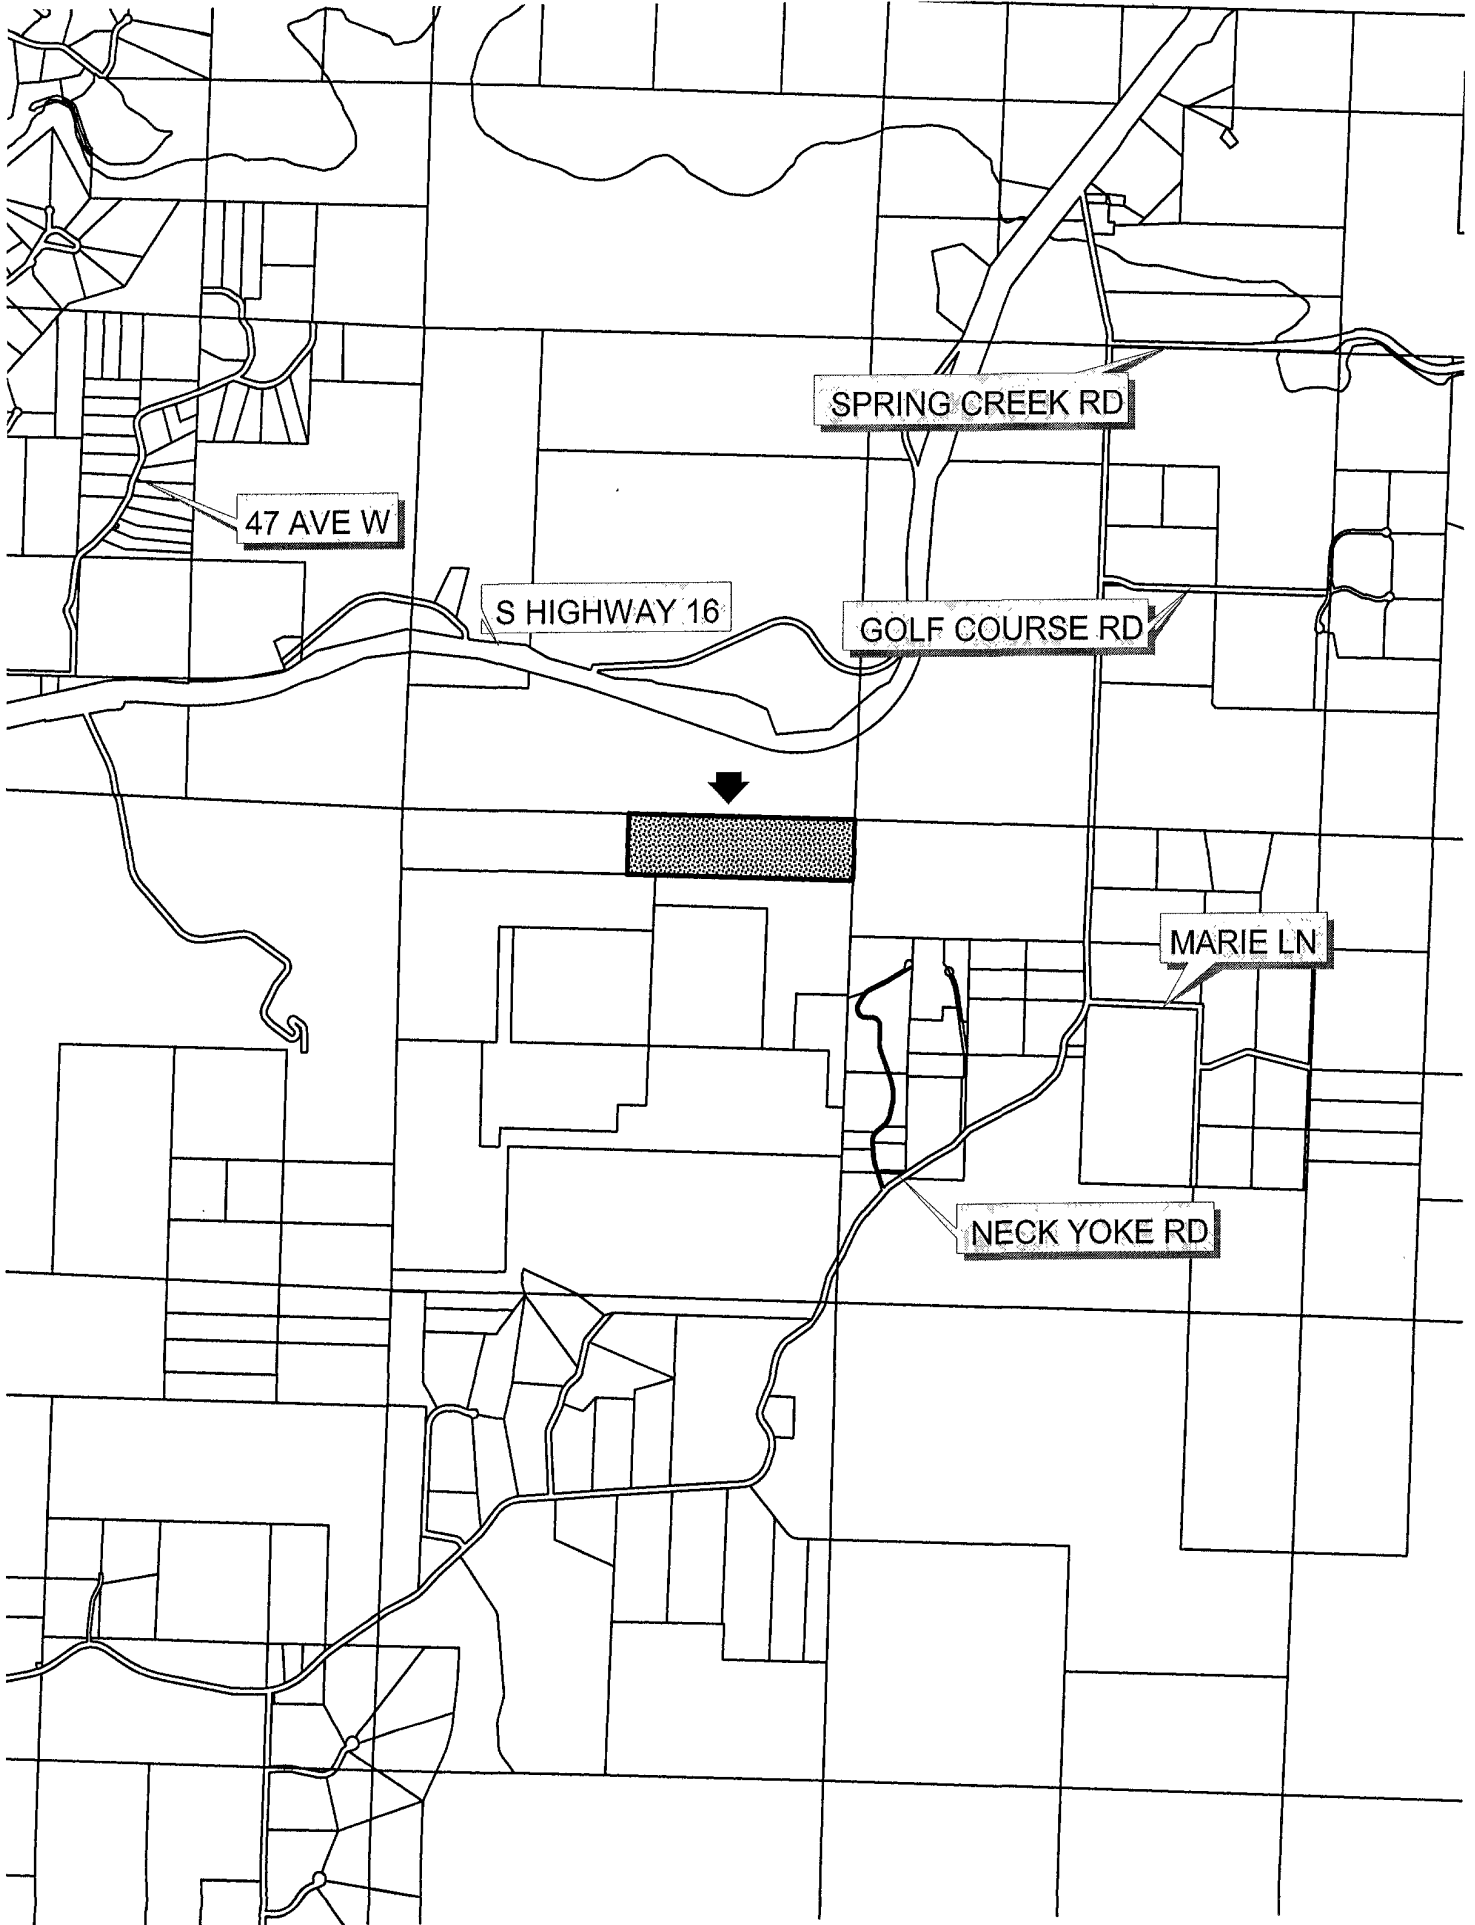 SPRING CREEK RD
47 AVE W
S HIGHWAY 16
GOLF COURSE RD
MARIE LN
NECK YOKE RD